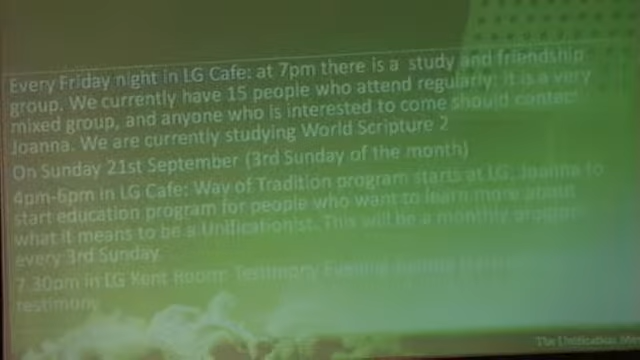 Every Friday night in LG Cafe: at 7pm there is a study and friendship
group. We currently have 15 people who attend regularly; it is a very
mixed group, and anyone who is interested to come should contact
Joanna. We are currently studying World Scripture 2
On Sunday 21st September (3rd Sunday of the month)
4pm-6pm in LG Cafe: Way of Tradition program starts at LG; Joanna to
start education program for people who want to learn more about
what it means to be a Unificationist. This will be a monthly program
every 3rd Sunday
7.30pm in LG Kent Room: Testimony Evening
testimony
The Unification